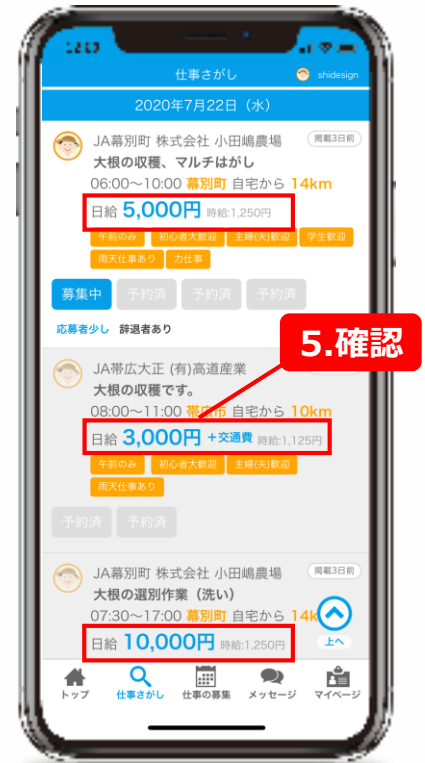 仕事さがし shidesign
2020年7月22日（水）
JA幕別町 株式会社 小田嶋農場 掲載3日前
大根の収穫、マルチはがし
06:00〜10:00 幕別町 自宅から 14km
日給 5,000円 時給:1,250円
午前のみ 初心者大歓迎 主婦(夫)歓迎 学生歓迎
雨天仕事あり 力仕事
募集中 予約済 予約済 予約済
応募者少し 辞退者あり
5.確認
JA帯広大正 (有)高道産業
大根の収穫です。
08:00〜11:00 帯広市 自宅から 10km
日給 3,000円 +交通費 時給:1,125円
午前のみ 初心者大歓迎 主婦(夫)歓迎
雨天仕事あり
予約済 予約済
JA幕別町 株式会社 小田嶋農場 掲載3日前
大根の選別作業（洗い）
07:30〜17:00 幕別町 自宅から 14k
日給 10,000円 時給:1,250円
上へ
トップ 仕事さがし 仕事の募集 メッセージ マイページ